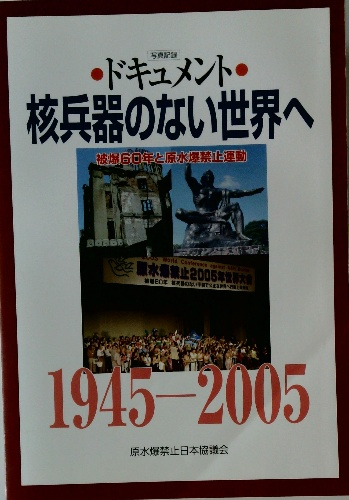 写真記録
●ドキュメント●
核兵器のない世界へ
被爆60年と原水爆禁止運動
原水爆禁止2005年世界大会
1945—2005
原水爆禁止日本協議会